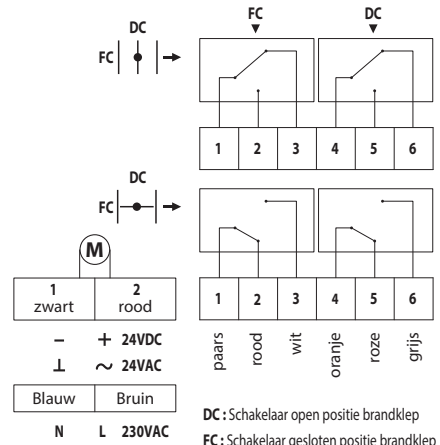 FC DC
DC
FC
1 2 3 4 5 6
DC
FC
M
1 2
zwart rood
1 2 3 4 5 6
paars rood wit oranje roze grijs
– + 24VDC
⊥ ~ 24VAC
Blauw Bruin
N L 230VAC
DC : Schakelaar open positie brandklep
FC : Schakelaar gesloten positie brandklep